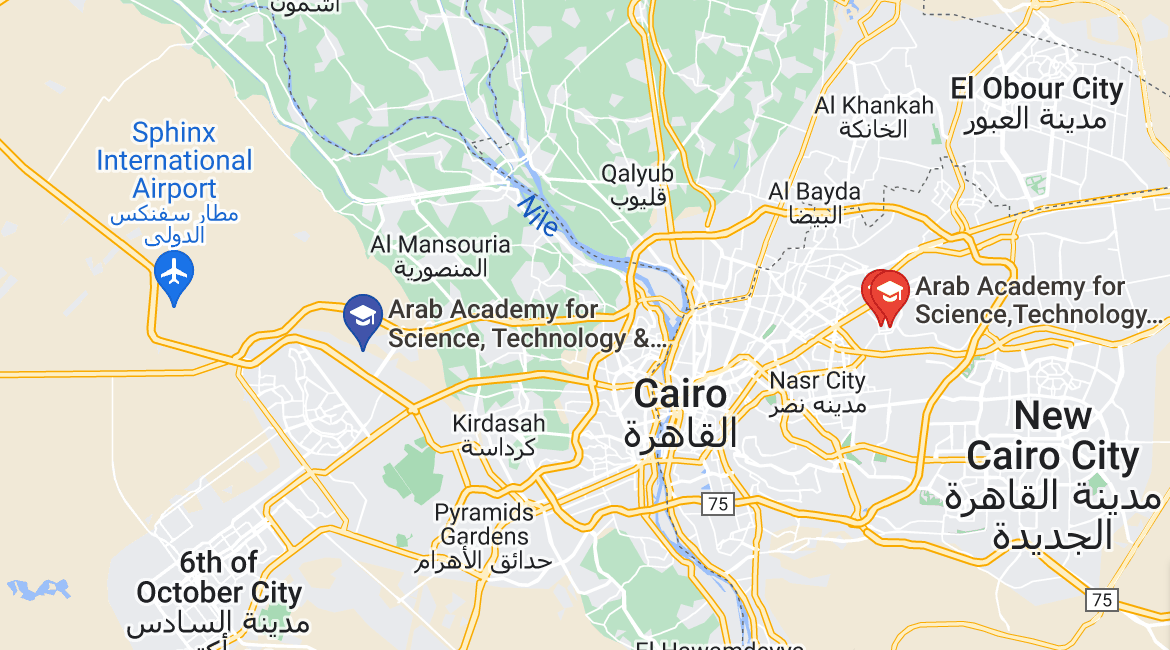 أشمون
El Obour City
مدينة العبور
Al Khankah
الخانكة
Sphinx
International
Airport
مطار سفنكس
الدولى
Qalyub
قليوب
Al Bayda
البيضا
Nile
Al Mansouria
المنصورية
Arab Academy for
Science, Technology &...
Arab Academy for
Science,Technology...
Cairo
القاهرة
Nasr City
مدينه نصر
New
Cairo City
مدينة القاهرة
الجديدة
Kirdasah
كرداسة
75
Pyramids
Gardens
حدائق الأهرام
6th of
October City
مدينة السادس
75
El Hawamdeyya